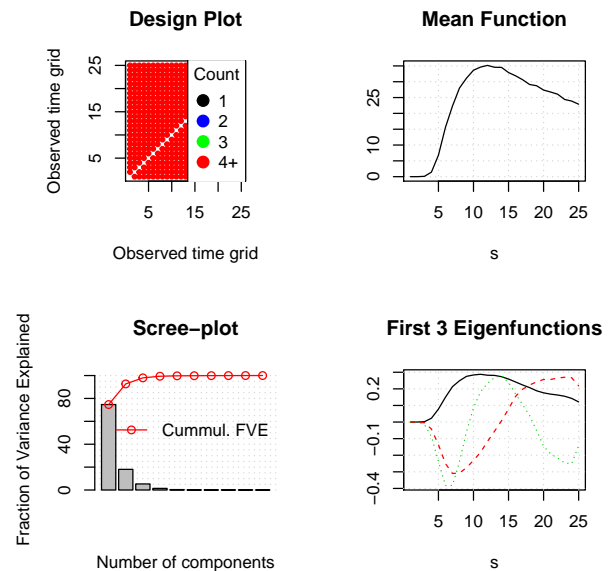 Design Plot
Observed time grid
5 15 25
Count
1
2
3
4+
5 15 25
Observed time grid
Mean Function
0 10 25
5 10 15 20 25
s
Scree-plot
Fraction of Variance Explained
0 40 80
Cummul. FVE
Number of components
First 3 Eigenfunctions
−0.4 −0.1 0.2
5 10 15 20 25
s